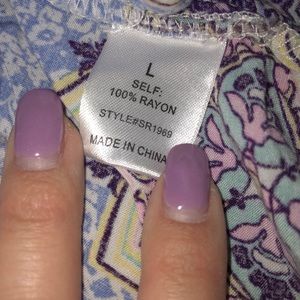 L
SELF:
100% RAYON
STYLE#SR1969
MADE IN CHINA